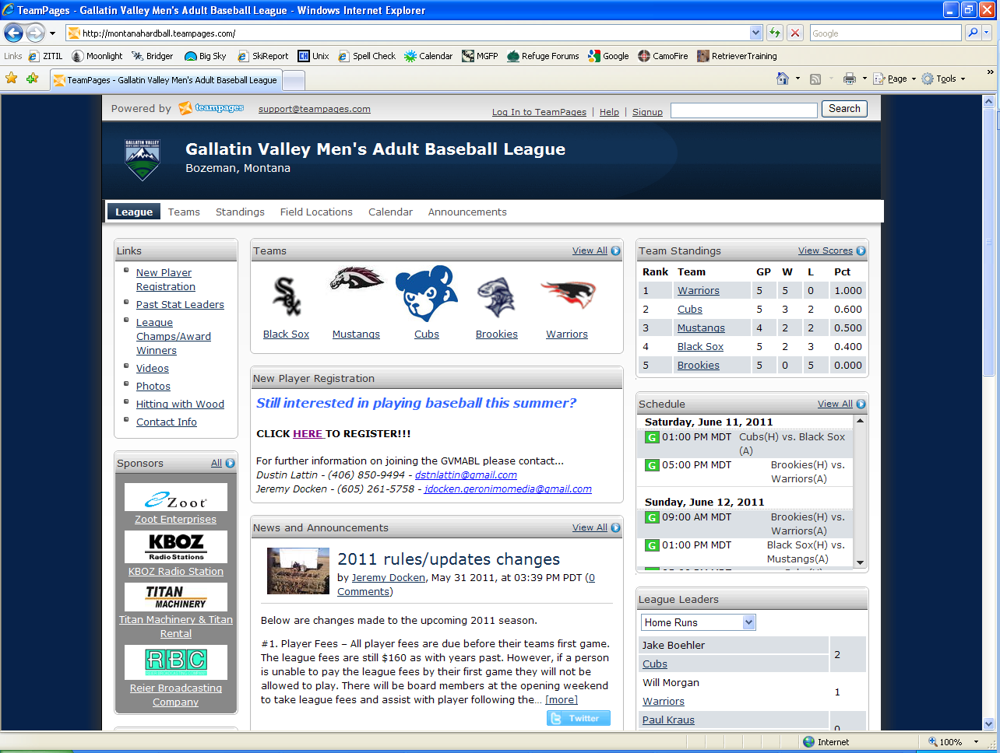 TeamPages - Gallatin Valley Men's Adult Baseball League - Windows Internet Explorer
http://montanahardball.teampages.com/
Google
Links ZITIL Moonlight Bridger Big Sky SkiReport Unix Spell Check Calendar MGFP Refuge Forums Google CamoFire RetrieverTraining
TeamPages - Gallatin Valley Men's Adult Baseball League
Page Tools
Powered by teampages support@teampages.com
Log In to TeamPages | Help | Signup Search
GALLATIN VALLEY
Gallatin Valley Men's Adult Baseball League
Bozeman, Montana
League Teams Standings Field Locations Calendar Announcements
Links
New Player
Registration
Past Stat Leaders
League
Champs/Award
Winners
Videos
Photos
Hitting with Wood
Contact Info
Sponsors All
Zoot
Zoot Enterprises
KBOZ
Radio Stations
KBOZ Radio Station
TITAN
MACHINERY
Titan Machinery & Titan
Rental
RBC
Reier Broadcasting
Company
Teams View All
Sox
Black Sox Mustangs Cubs Brookies Warriors
New Player Registration
Still interested in playing baseball this summer?
CLICK HERE TO REGISTER!!!
For further information on joining the GVMABL please contact...
Dustin Lattin - (406) 850-9494 - dstnlattin@gmail.com
Jeremy Docken - (605) 261-5758 - jdocken.geronimomedia@gmail.com
News and Announcements View All
2011 rules/updates changes
by Jeremy Docken, May 31 2011, at 03:39 PM PDT (0
Comments)
Below are changes made to the upcoming 2011 season.
#1. Player Fees – All player fees are due before their teams first game.
The league fees are still $160 as with years past. However, if a person
is unable to pay the league fees by their first game they will not be
allowed to play. There will be board members at the opening weekend
to take league fees and assist with player following the... [more]
Twitter
Team Standings View Scores
Rank Team GP W L Pct
1 Warriors 5 5 0 1.000
2 Cubs 5 3 2 0.600
3 Mustangs 4 2 2 0.500
4 Black Sox 5 2 3 0.400
5 Brookies 5 0 5 0.000
Schedule View All
Saturday, June 11, 2011
G 01:00 PM MDT Cubs(H) vs. Black Sox
(A)
G 05:00 PM MDT Brookies(H) vs.
Warriors(A)
Sunday, June 12, 2011
G 09:00 AM MDT Brookies(H) vs.
Warriors(A)
G 01:00 PM MDT Black Sox(H) vs.
Mustangs(A)
League Leaders
Home Runs
Jake Boehler 2
Cubs
Will Morgan 1
Warriors
Paul Kraus 0
Internet 100%